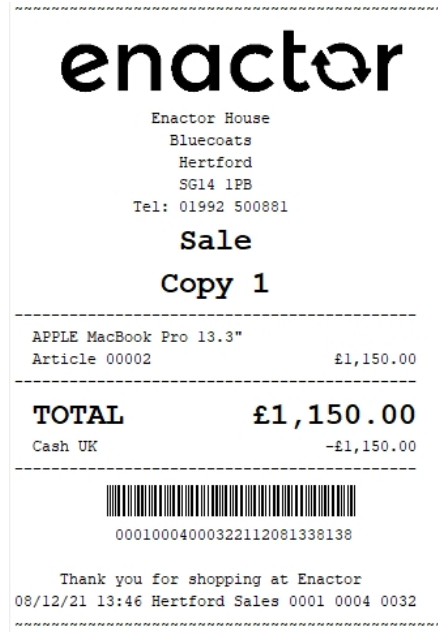 ~~~~~~~~~~~~~~~~~~~~~~~~~~~~~~~~~~~~~~~~~~~~~~~
enactor
Enactor House
Bluecoats
Hertford
SG14 1PB
Tel: 01992 500881
Sale
Copy 1
--------------------------------------------
APPLE MacBook Pro 13.3"
Article 00002 £1,150.00
--------------------------------------------
TOTAL £1,150.00
Cash UK -£1,150.00
--------------------------------------------
00010004000322112081338138
Thank you for shopping at Enactor
08/12/21 13:46 Hertford Sales 0001 0004 0032
~~~~~~~~~~~~~~~~~~~~~~~~~~~~~~~~~~~~~~~~~~~~~~~